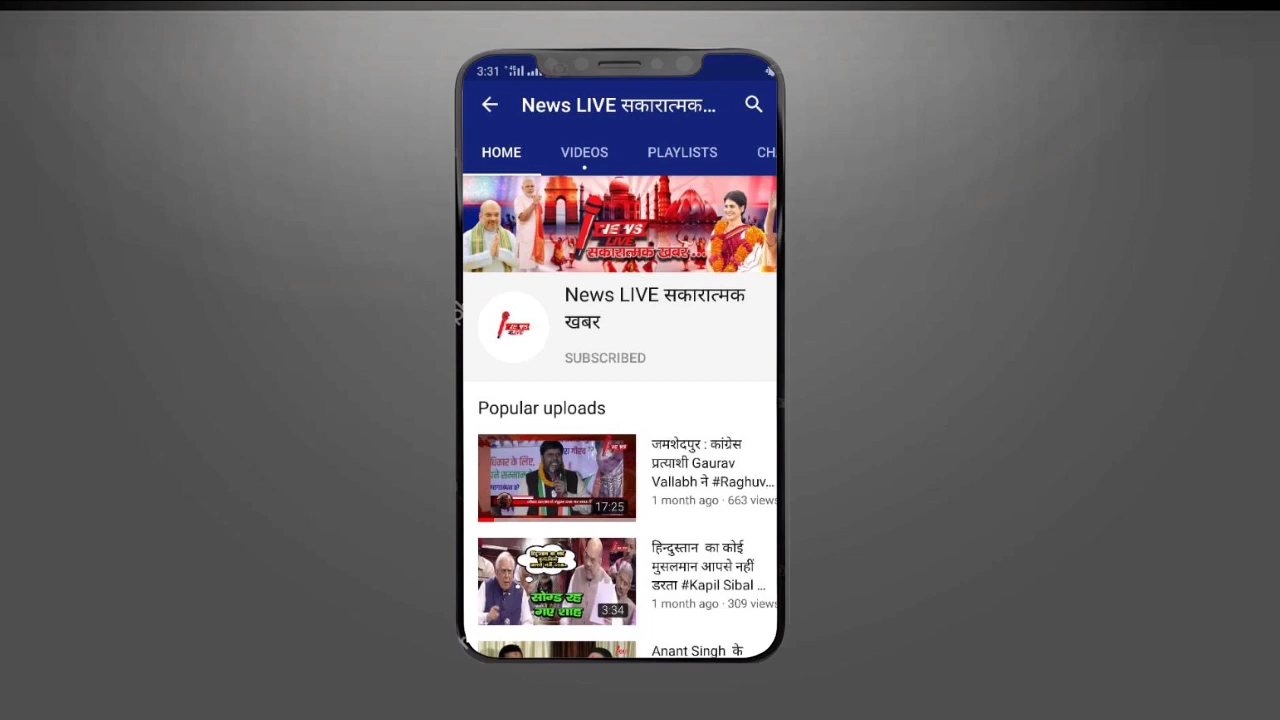 3:31
News LIVE सकारात्मक...
HOME
VIDEOS
PLAYLISTS
CH
NEWS
LIVE
सकारात्मक खबर ...
News LIVE सकारात्मक
खबर
NEWS
LIVE
SUBSCRIBED
Popular uploads
17:25
जमशेदपुर : कांग्रेस
प्रत्याशी Gaurav
Vallabh ने #Raghuv...
1 month ago · 663 views
सोचते रह
गए शाह
3:34
हिन्दुस्तान का कोई
मुसलमान आपसे नहीं
डरता #Kapil Sibal ...
1 month ago · 309 views
Anant Singh के